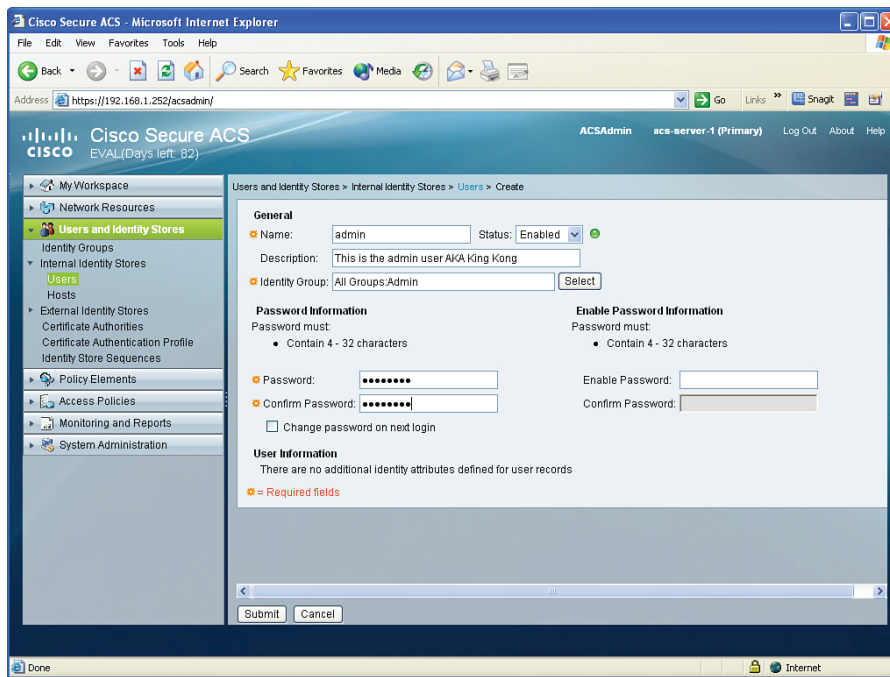 Cisco Secure ACS - Microsoft Internet Explorer
File Edit View Favorites Tools Help
Back Search Favorites Media
Address https://192.168.1.252/acsadmin/ Go Links » Snagit
CISCO Cisco Secure ACS
EVAL(Days left: 82)
ACSAdmin acs-server-1 (Primary) Log Out About Help
My Workspace
Network Resources
Users and Identity Stores
Identity Groups
Internal Identity Stores
Users
Hosts
External Identity Stores
Certificate Authorities
Certificate Authentication Profile
Identity Store Sequences
Policy Elements
Access Policies
Monitoring and Reports
System Administration
Users and Identity Stores > Internal Identity Stores > Users > Create
General
Name: admin Status: Enabled
Description: This is the admin user AKA King Kong
Identity Group: All Groups:Admin Select
Password Information
Password must:
• Contain 4 - 32 characters
Password: ••••••••
Confirm Password: ••••••••
Change password on next login
Enable Password Information
Password must:
• Contain 4 - 32 characters
Enable Password:
Confirm Password:
User Information
There are no additional identity attributes defined for user records
= Required fields
Submit Cancel
Done Internet